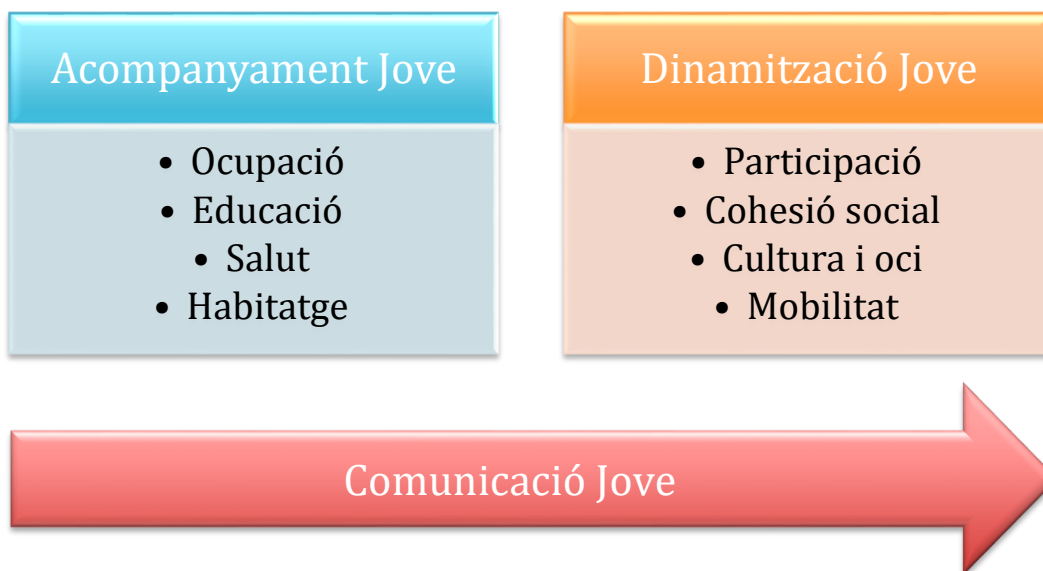 Acompanyament Jove
• Ocupació
• Educació
• Salut
• Habitatge
Dinamització Jove
• Participació
• Cohesió social
• Cultura i oci
• Mobilitat
Comunicació Jove